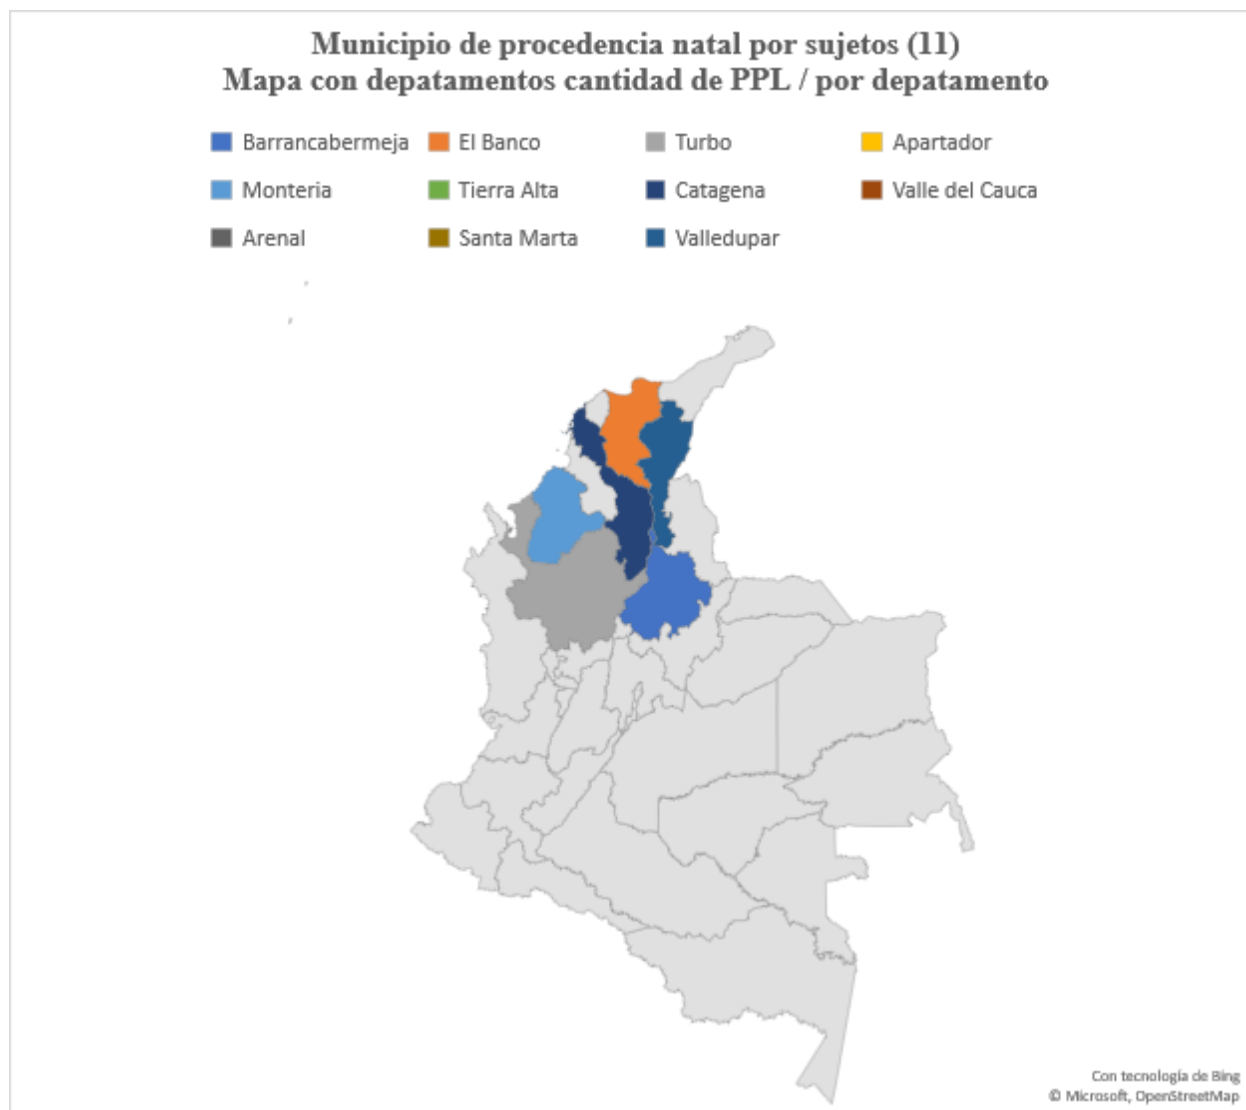 Municipio de procedencia natal por sujetos (11)
Mapa con depatamentos cantidad de PPL / por depatamento
Barrancabermeja El Banco Turbo Apartador
Monteria Tierra Alta Catagena Valle del Cauca
Arenal Santa Marta Valledupar
Con tecnología de Bing
© Microsoft, OpenStreetMap